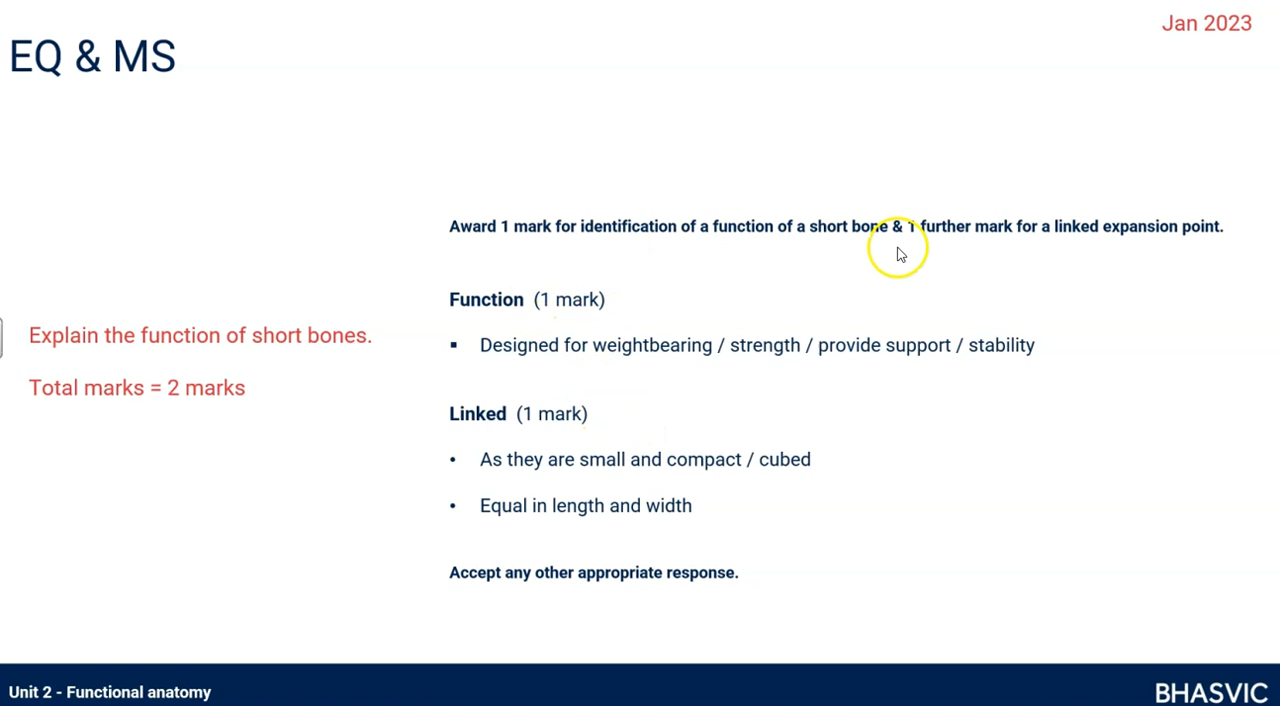 Jan 2023
EQ & MS
Award 1 mark for identification of a function of a short bone & 1 further mark for a linked expansion point.
Function (1 mark)
▪ Designed for weightbearing / strength / provide support / stability
Explain the function of short bones.
Total marks = 2 marks
Linked (1 mark)
• As they are small and compact / cubed
• Equal in length and width
Accept any other appropriate response.
Unit 2 - Functional anatomy
BHASVIC